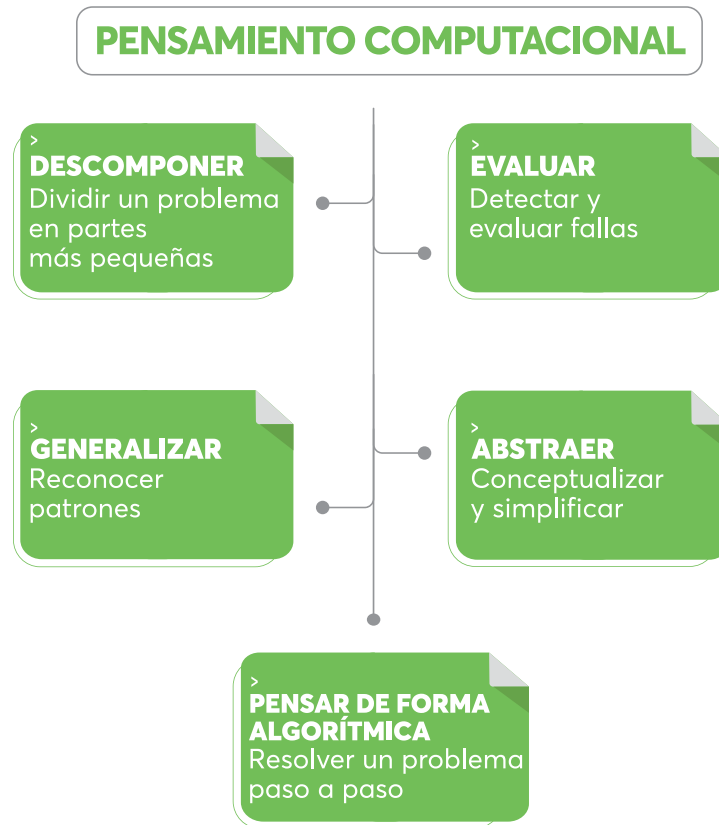 PENSAMIENTO COMPUTACIONAL
>
DESCOMPONER
Dividir un problema
en partes
más pequeñas
>
EVALUAR
Detectar y
evaluar fallas
>
GENERALIZAR
Reconocer
patrones
>
ABSTRAER
Conceptualizar
y simplificar
>
PENSAR DE FORMA
ALGORÍTMICA
Resolver un problema
paso a paso